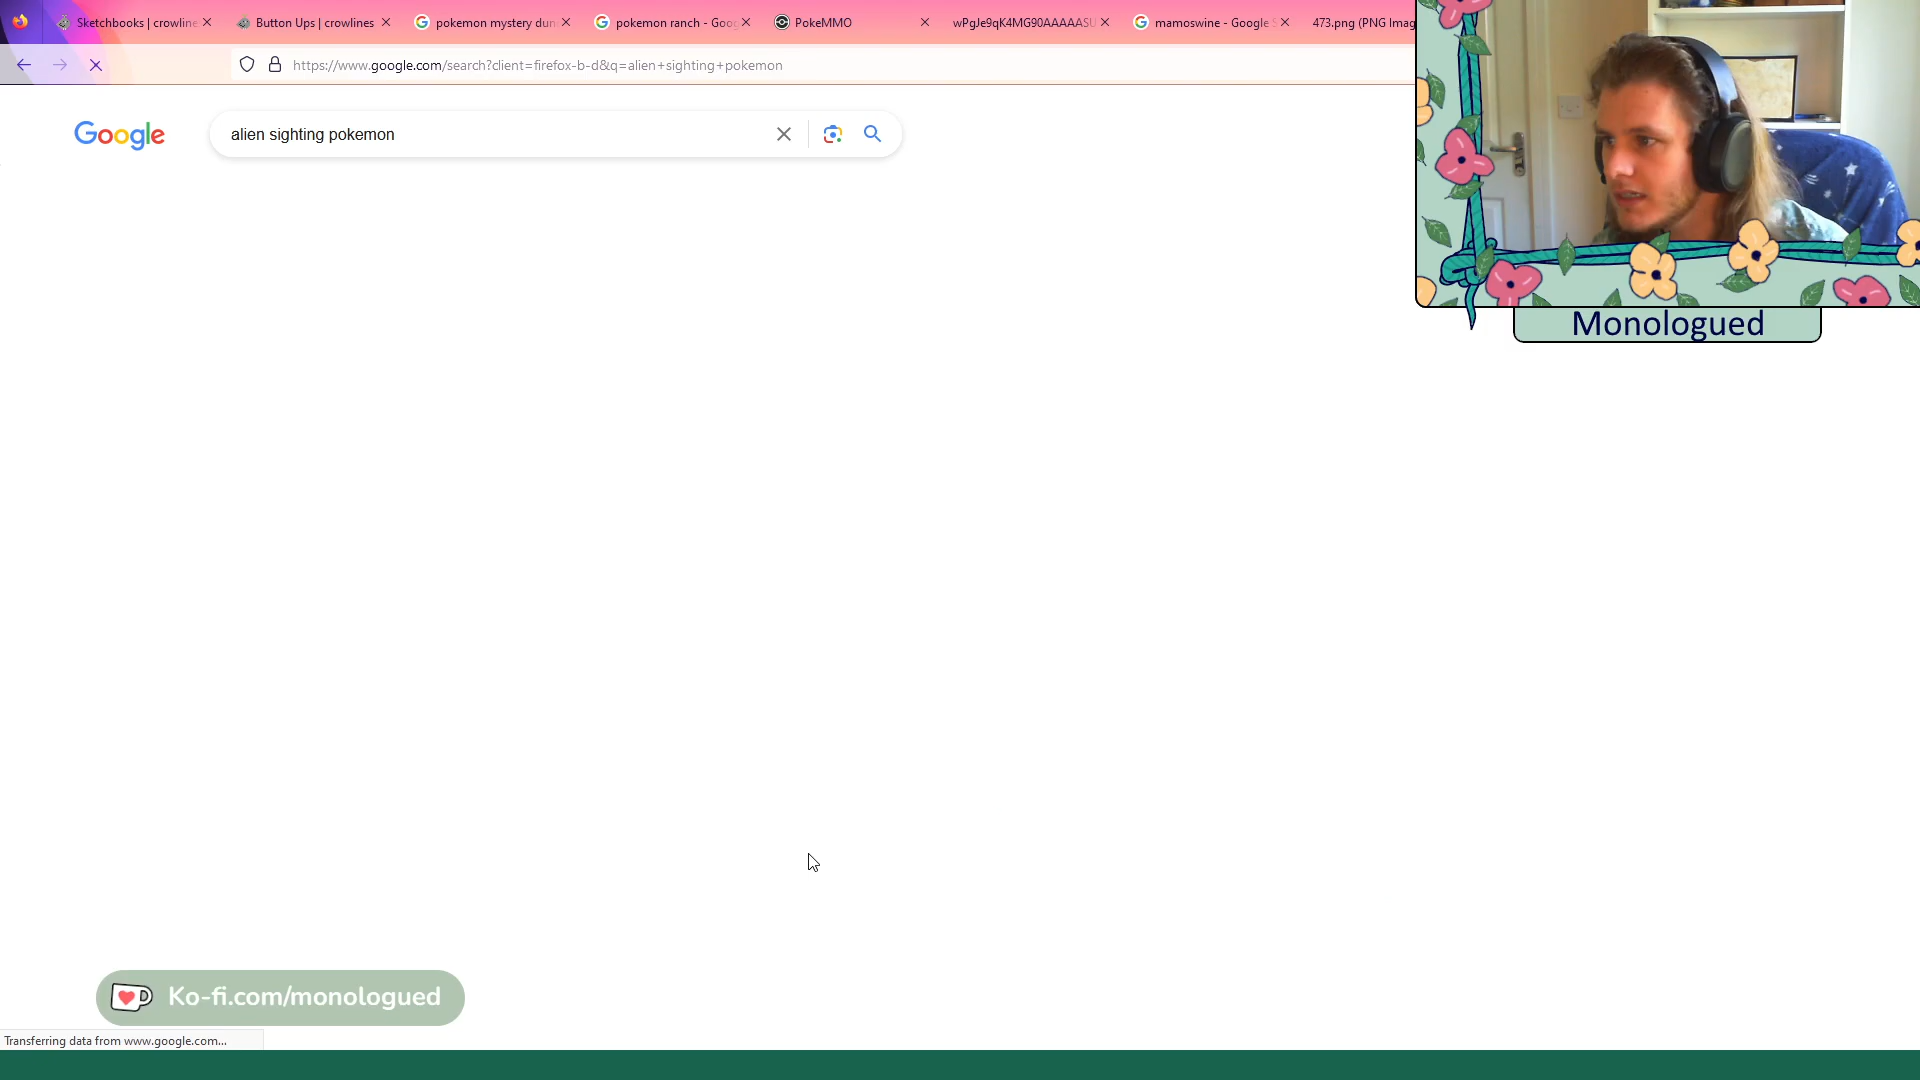 Sketchbooks | crowline
Button Ups | crowlines
pokemon mystery dun
pokemon ranch - Goog
PokeMMO
wPgJe9qK4MG90AAAAASU
mamoswine - Google S
473.png (PNG Imag
https://www.google.com/search?client=firefox-b-d&q=alien+sighting+pokemon
Google
alien sighting pokemon
Monologued
Ko-fi.com/monologued
Transferring data from www.google.com...